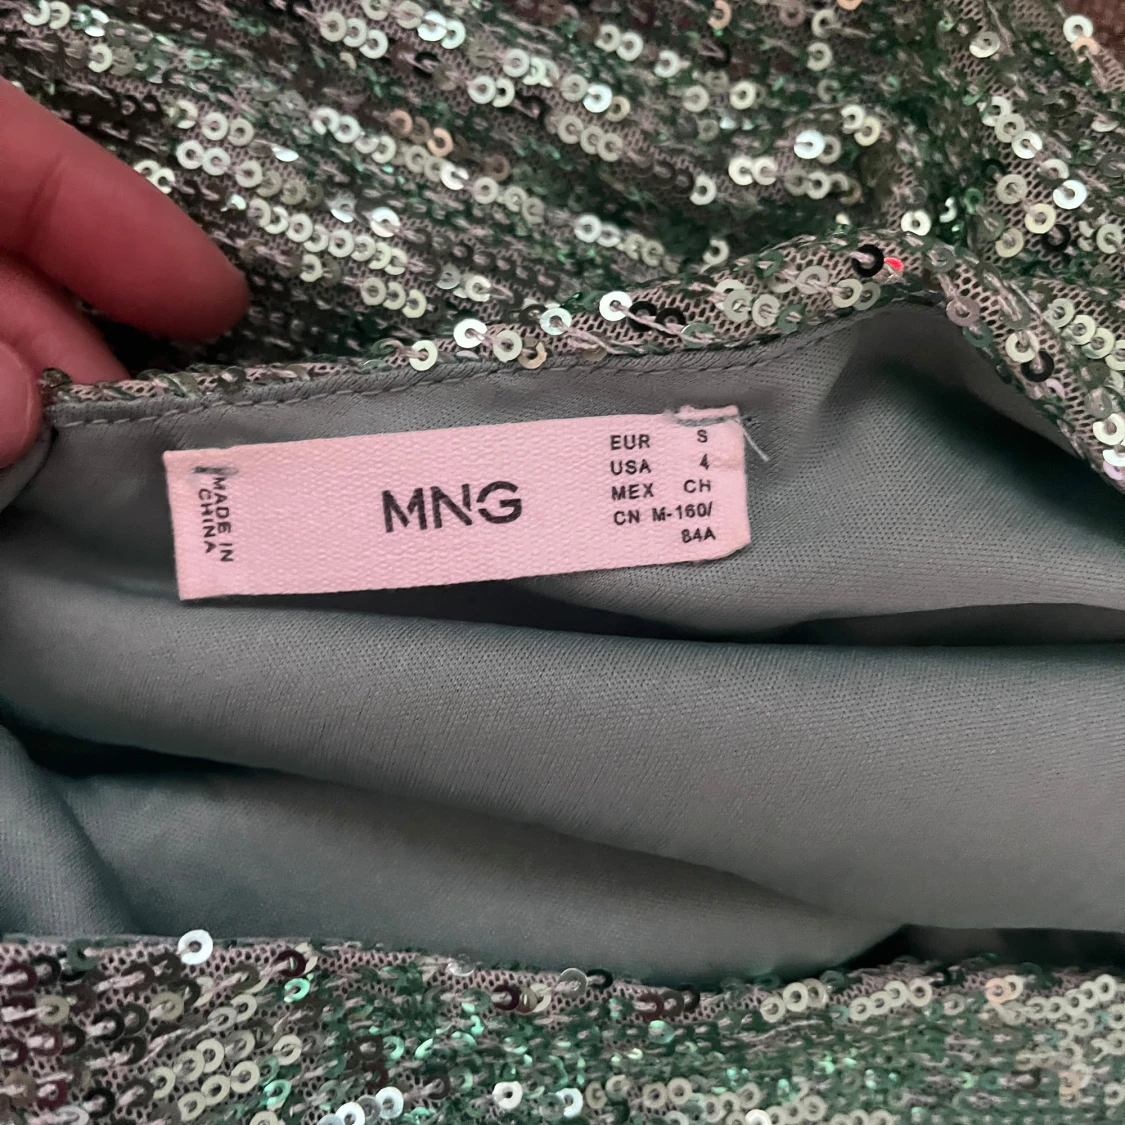 MADE IN
CHINA
MNG
EUR S
USA 4
MEX CH
CN M-160/
84A